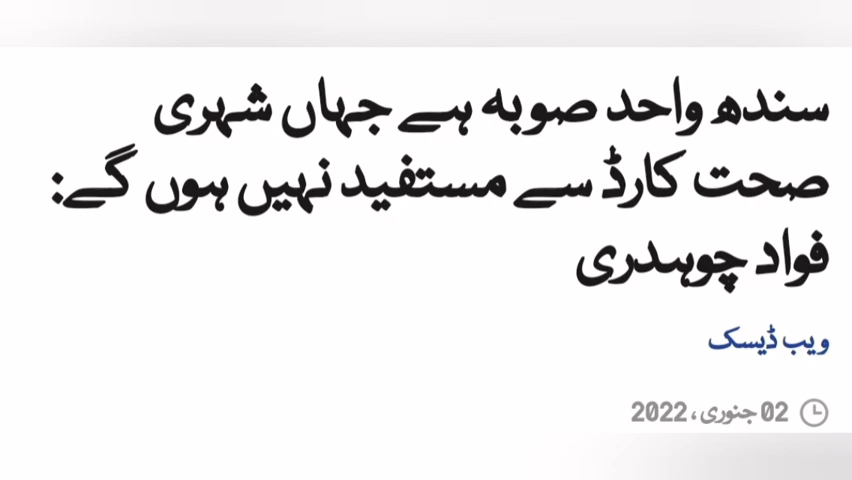 سندھ واحد صوبہ ہے جہاں شہری
صحت کارڈ سے مستفید نہیں ہوں گے:
فواد چوہدری
ویب ڈیسک
02 جنوری، 2022